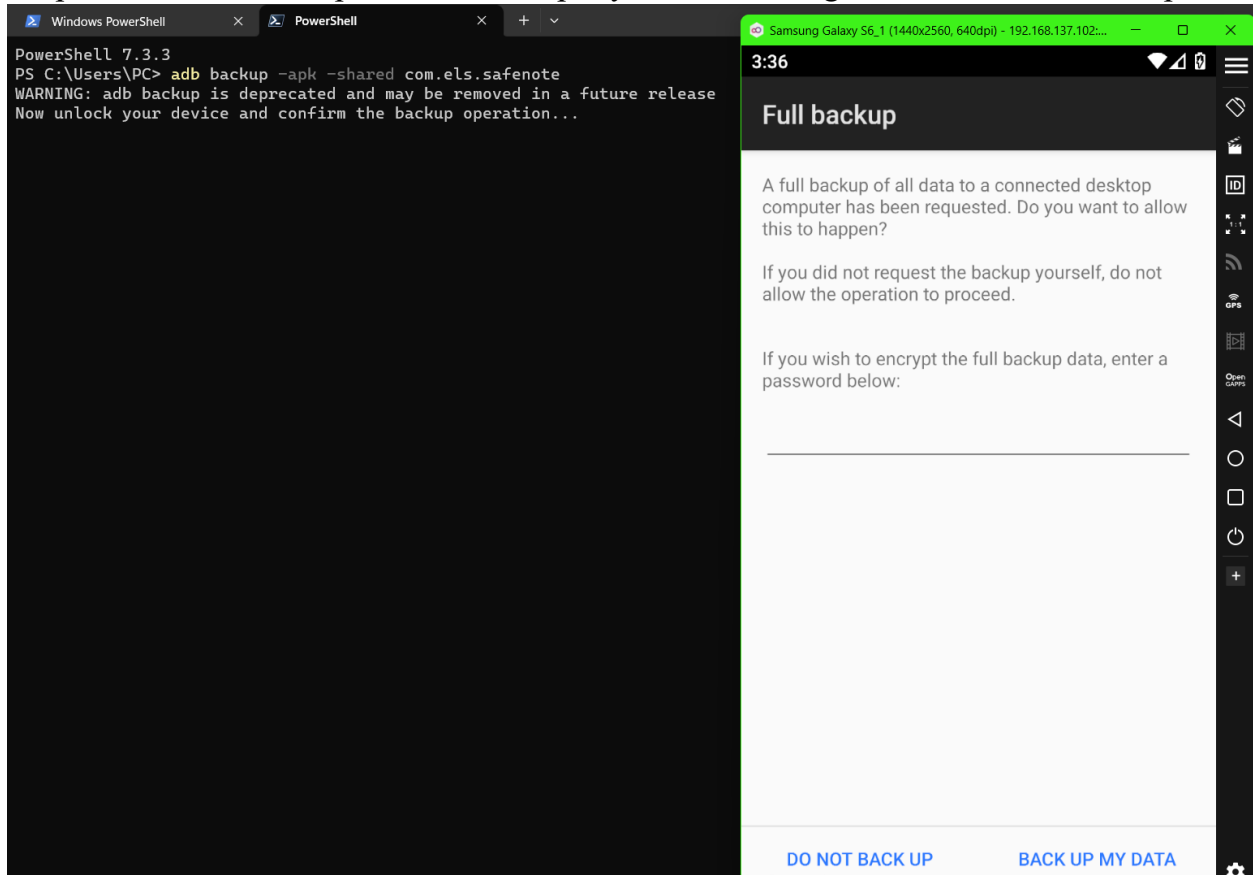 Windows PowerShell
PowerShell
PowerShell 7.3.3
PS C:\Users\PC> adb backup -apk -shared com.els.safenote
WARNING: adb backup is deprecated and may be removed in a future release
Now unlock your device and confirm the backup operation...
Samsung Galaxy S6_1 (1440x2560, 640dpi) - 192.168.137.102:...
3:36
Full backup
A full backup of all data to a connected desktop
computer has been requested. Do you want to allow
this to happen?
If you did not request the backup yourself, do not
allow the operation to proceed.
If you wish to encrypt the full backup data, enter a
password below:
DO NOT BACK UP
BACK UP MY DATA
ID
1:1
GPS
Open
GAPPS